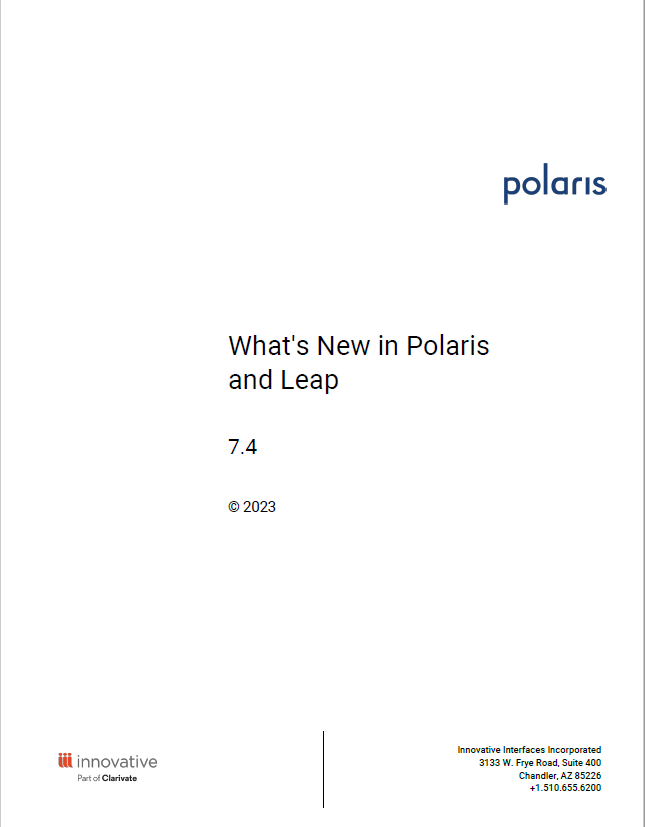 polaris
What's New in Polaris
and Leap
7.4
© 2023
innovative
Part of Clarivate
Innovative Interfaces Incorporated
3133 W. Frye Road, Suite 400
Chandler, AZ 85226
+1.510.655.6200